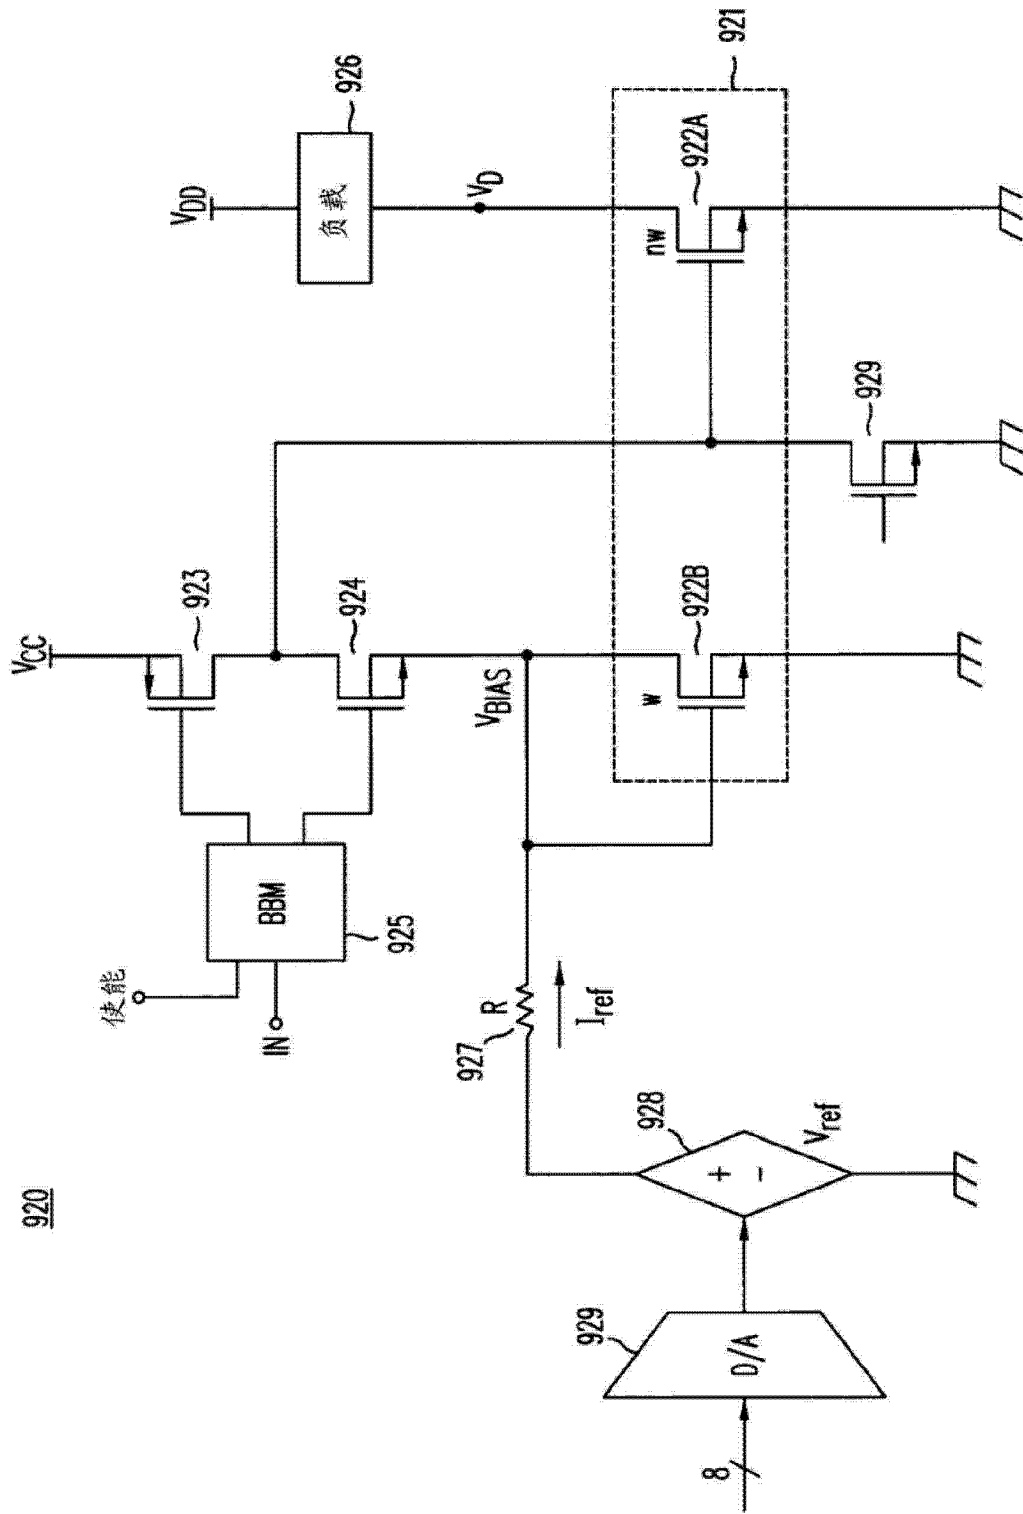 920
V_CC
V_DD
负载
926
923
924
使能
IN
BBM
925
V_D
V_BIAS
927
R
I_ref
w
922B
nw
922A
921
929
928
+
−
V_ref
929
D/A
8